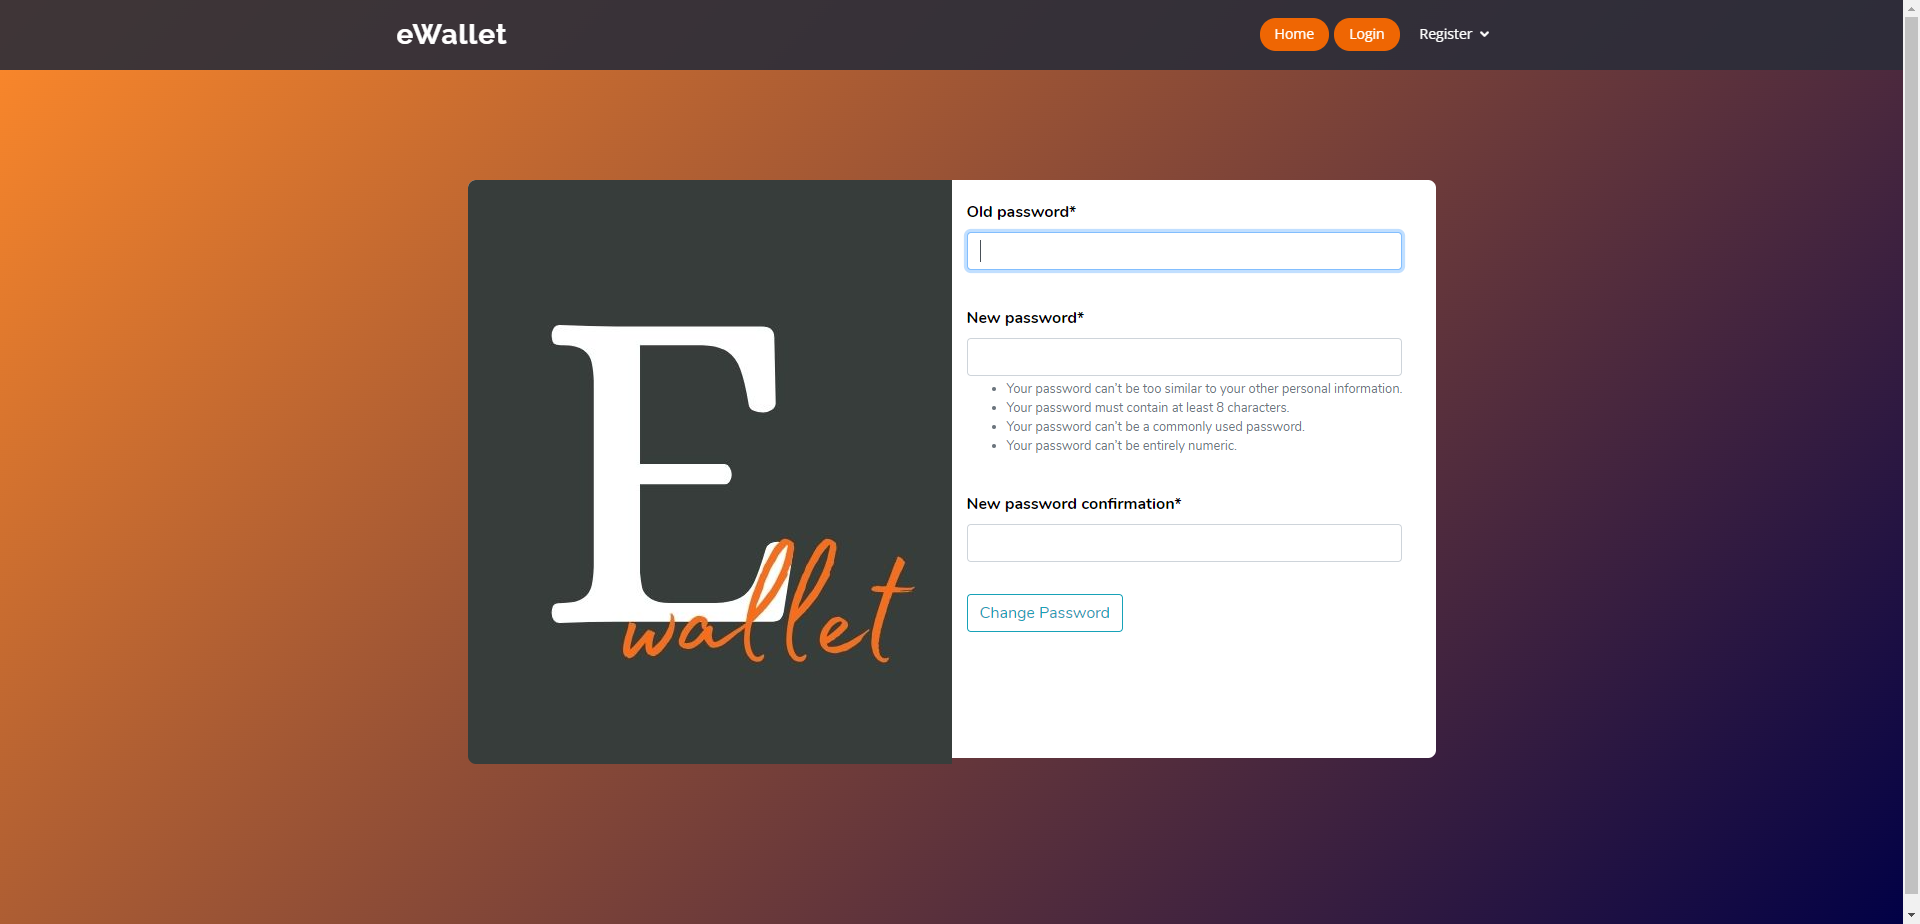 eWallet
Home
Login
Register
E
wallet
Old password*
New password*
Your password can't be too similar to your other personal information.
Your password must contain at least 8 characters.
Your password can't be a commonly used password.
Your password can't be entirely numeric.
New password confirmation*
Change Password